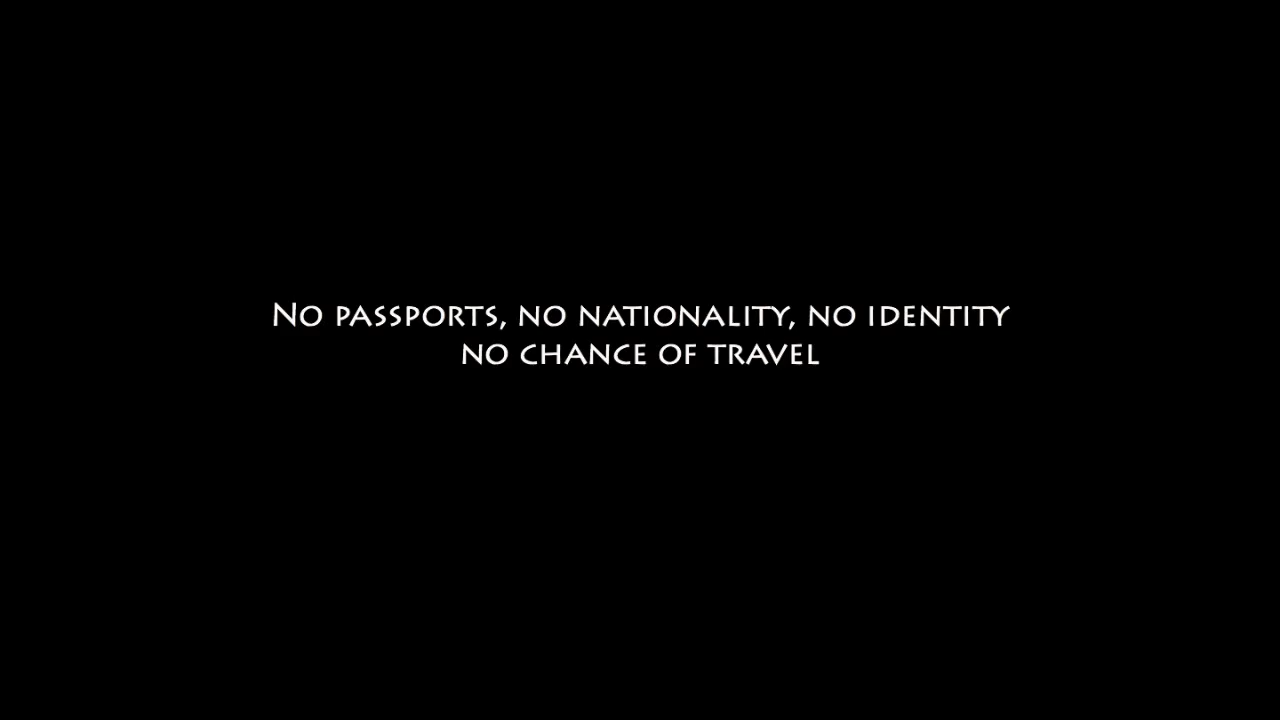 No passports, no nationality, no identity
no chance of travel